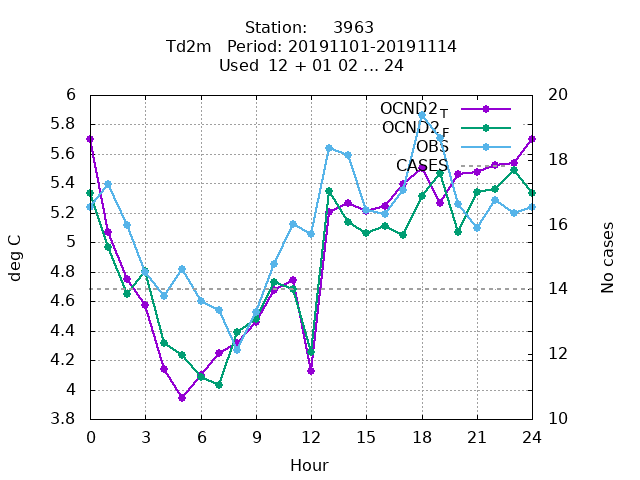 Station: 3963
Td2m Period: 20191101-20191114
Used 12 + 01 02 ... 24
6
5.8
5.6
5.4
5.2
5
4.8
4.6
4.4
4.2
4
3.8
deg C
OCND2T
OCND2F
OBS
CASES
20
18
16
14
12
10
No cases
0 3 6 9 12 15 18 21 24
Hour